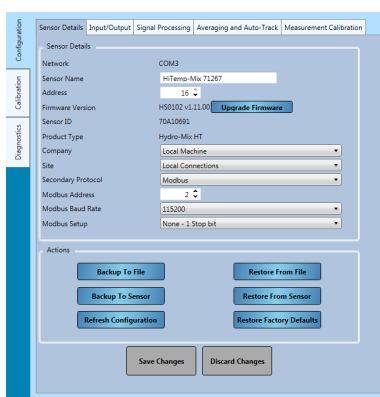 Configuration
Calibration
Diagnostics
Sensor Details Input/Output Signal Processing Averaging and Auto-Track Measurement Calibration
Sensor Details
Network COM3
Sensor Name HiTemp-Mix 71267
Address 16
Firmware Version HS0102 v1.11.00 Upgrade Firmware
Sensor ID 70A10691
Product Type Hydro-Mix HT
Company Local Machine
Site Local Connections
Secondary Protocol Modbus
Modbus Address 2
Modbus Baud Rate 115200
Modbus Setup None - 1 Stop bit
Actions
Backup To File Restore From File
Backup To Sensor Restore From Sensor
Refresh Configuration Restore Factory Defaults
Save Changes Discard Changes